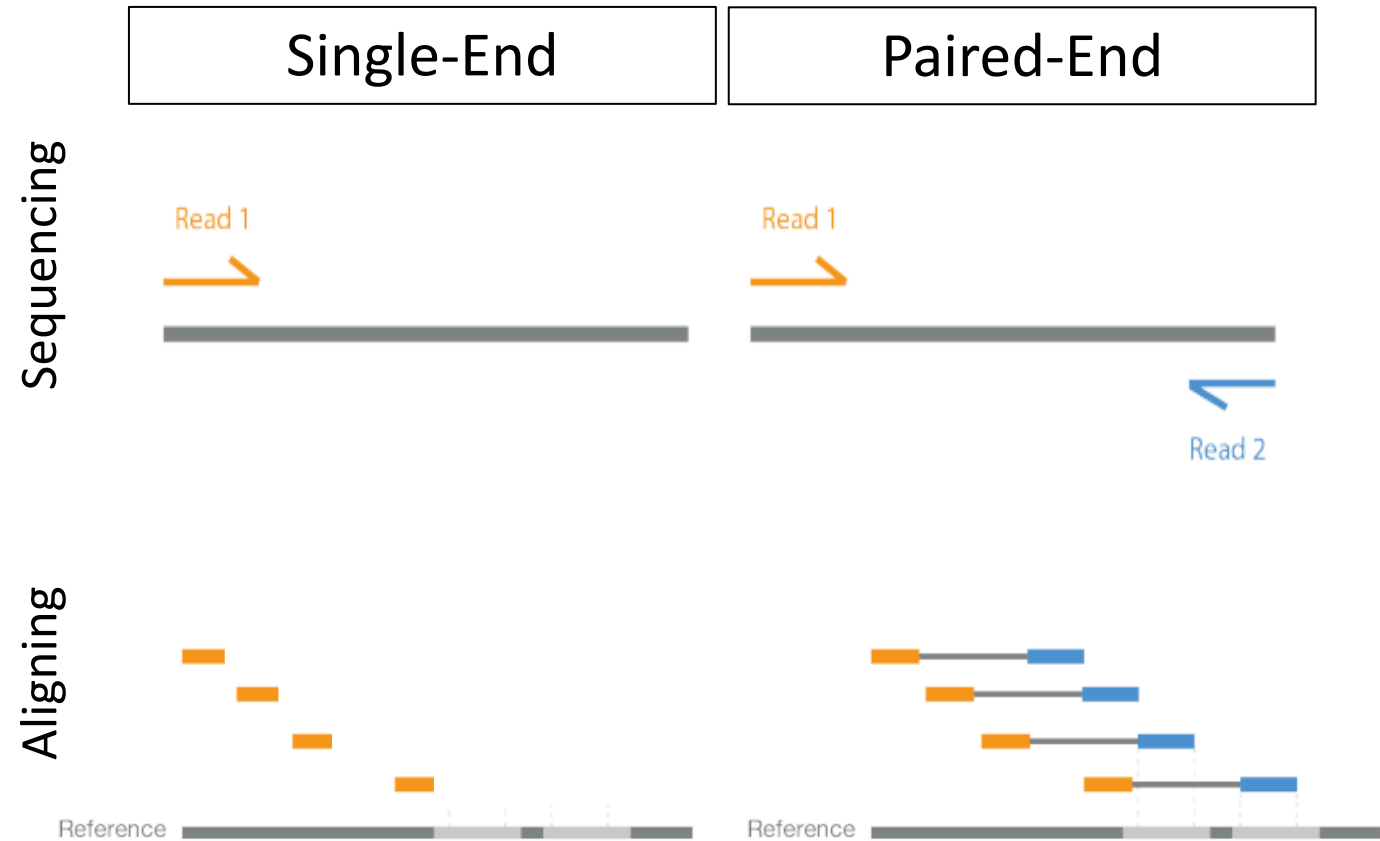 Single-End
Paired-End
Sequencing
Read 1
Read 1
Read 2
Aligning
Reference
Reference